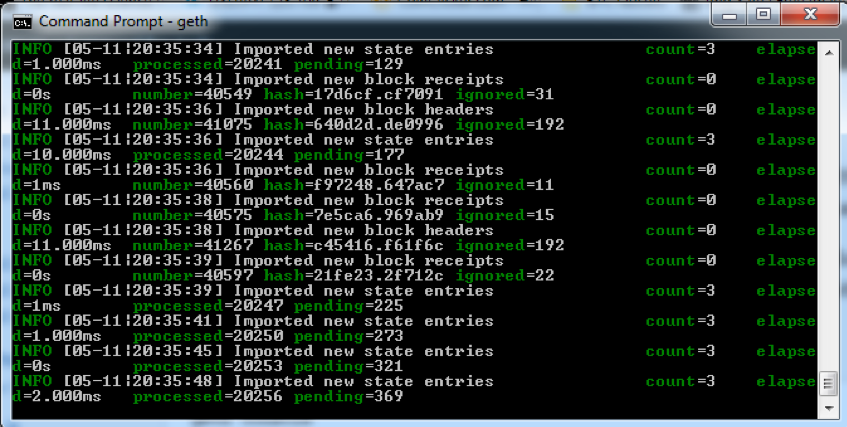 Command Prompt - geth
INFO [05-11|20:35:34] Imported new state entries count=3 elapse
d=1.000ms processed=20241 pending=129
INFO [05-11|20:35:34] Imported new block receipts count=0 elapse
d=0s number=40549 hash=17d6cf.cf7091 ignored=31
INFO [05-11|20:35:36] Imported new block headers count=0 elapse
d=11.000ms number=41075 hash=640d2d.de0996 ignored=192
INFO [05-11|20:35:36] Imported new state entries count=3 elapse
d=10.000ms processed=20244 pending=177
INFO [05-11|20:35:36] Imported new block receipts count=0 elapse
d=1ms number=40560 hash=f97248.647ac7 ignored=11
INFO [05-11|20:35:38] Imported new block receipts count=0 elapse
d=0s number=40575 hash=7e5ca6.969ab9 ignored=15
INFO [05-11|20:35:38] Imported new block headers count=0 elapse
d=11.000ms number=41267 hash=c45416.f61f6c ignored=192
INFO [05-11|20:35:39] Imported new block receipts count=0 elapse
d=0s number=40597 hash=21fe23.2f712c ignored=22
INFO [05-11|20:35:39] Imported new state entries count=3 elapse
d=1ms processed=20247 pending=225
INFO [05-11|20:35:41] Imported new state entries count=3 elapse
d=1.000ms processed=20250 pending=273
INFO [05-11|20:35:45] Imported new state entries count=3 elapse
d=0s processed=20253 pending=321
INFO [05-11|20:35:48] Imported new state entries count=3 elapse
d=2.000ms processed=20256 pending=369